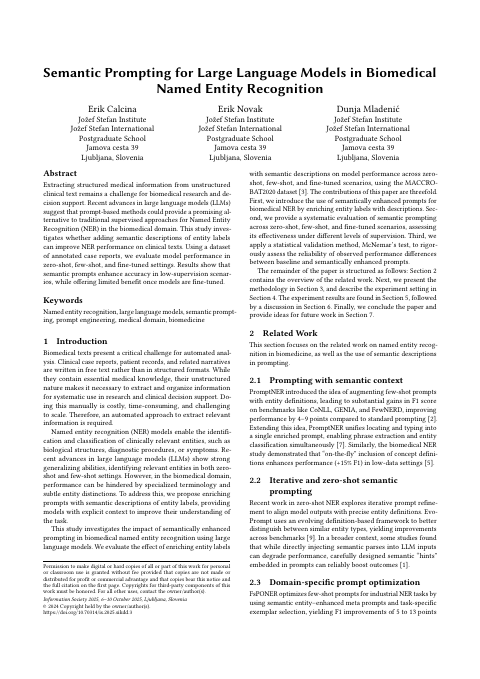 Semantic Prompting for Large Language Models in Biomedical
Named Entity Recognition
Erik Calcina
Jožef Stefan Institute
Jožef Stefan International
Postgraduate School
Jamova cesta 39
Ljubljana, Slovenia
Erik Novak
Jožef Stefan Institute
Jožef Stefan International
Postgraduate School
Jamova cesta 39
Ljubljana, Slovenia
Dunja Mladenić
Jožef Stefan Institute
Jožef Stefan International
Postgraduate School
Jamova cesta 39
Ljubljana, Slovenia
Abstract
Extracting structured medical information from unstructured
clinical text remains a challenge for biomedical research and de-
cision support. Recent advances in large language models (LLMs)
suggest that prompt-based methods could provide a promising al-
ternative to traditional supervised approaches for Named Entity
Recognition (NER) in the biomedical domain. This study inves-
tigates whether adding semantic descriptions of entity labels
can improve NER performance on clinical texts. Using a dataset
of annotated case reports, we evaluate model performance in
zero-shot, few-shot, and fine-tuned settings. Results show that
semantic prompts enhance accuracy in low-supervision scenar-
ios, while offering limited benefit once models are fine-tuned.
Keywords
Named entity recognition, large language models, semantic prompt-
ing, prompt engineering, medical domain, biomedicine
1 Introduction
Biomedical texts present a critical challenge for automated anal-
ysis. Clinical case reports, patient records, and related narratives
are written in free text rather than in structured formats. While
they contain essential medical knowledge, their unstructured
nature makes it necessary to extract and organize information
for systematic use in research and clinical decision support. Do-
ing this manually is costly, time-consuming, and challenging
to scale. Therefore, an automated approach to extract relevant
information is required.
Named entity recognition (NER) models enable the identifi-
cation and classification of clinically relevant entities, such as
biological structures, diagnostic procedures, or symptoms. Re-
cent advances in large language models (LLMs) show strong
generalizing abilities, identifying relevant entities in both zero-
shot and few-shot settings. However, in the biomedical domain,
performance can be hindered by specialized terminology and
subtle entity distinctions. To address this, we propose enriching
prompts with semantic descriptions of entity labels, providing
models with explicit context to improve their understanding of
the task.
This study investigates the impact of semantically enhanced
prompting in biomedical named entity recognition using large
language models. We evaluate the effect of enriching entity labels
Permission to make digital or hard copies of all or part of this work for personal
or classroom use is granted without fee provided that copies are not made or
distributed for profit or commercial advantage and that copies bear this notice and
the full citation on the first page. Copyrights for third-party components of this
work must be honored. For all other uses, contact the owner/author(s).
Information Society 2025, 6–10 October 2025, Ljubljana, Slovenia
© 2024 Copyright held by the owner/author(s).
with semantic descriptions on model performance across zero-
shot, few-shot, and fine-tuned scenarios, using the MACCRO-
BAT2020 dataset [3]. The contributions of this paper are threefold.
First, we introduce the use of semantically enhanced prompts for
biomedical NER by enriching entity labels with descriptions. Sec-
ond, we provide a systematic evaluation of semantic prompting
across zero-shot, few-shot, and fine-tuned scenarios, assessing
its effectiveness under different levels of supervision. Third, we
apply a statistical validation method, McNemar's test, to rigor-
ously assess the reliability of observed performance differences
between baseline and semantically enhanced prompts.
The remainder of the paper is structured as follows: Section 2
contains the overview of the related work. Next, we present the
methodology in Section 3, and describe the experiment setting in
Section 4. The experiment results are found in Section 5, followed
by a discussion in Section 6. Finally, we conclude the paper and
provide ideas for future work in Section 7.
2 Related Work
This section focuses on the related work on named entity recog-
nition in biomedicine, as well as the use of semantic descriptions
in prompting.
2.1 Prompting with semantic context
PromptNER introduced the idea of augmenting few-shot prompts
with entity definitions, leading to substantial gains in F1 score
on benchmarks like CoNLL, GENIA, and FewNERD, improving
performance by 4–9 points compared to standard prompting [2].
Extending this idea, PromptNER unifies locating and typing into
a single enriched prompt, enabling phrase extraction and entity
classification simultaneously [7]. Similarly, the biomedical NER
study demonstrated that "on-the-fly" inclusion of concept defini-
tions enhances performance (+15% F1) in low-data settings [5].
2.2 Iterative and zero-shot semantic
prompting
Recent work in zero-shot NER explores iterative prompt refine-
ment to align model outputs with precise entity definitions. Evo-
Prompt uses an evolving definition-based framework to better
distinguish between similar entity types, yielding improvements
across benchmarks [9]. In a broader context, some studies found
that while directly injecting semantic parses into LLM inputs
can degrade performance, carefully designed semantic "hints"
embedded in prompts can reliably boost outcomes [1].
2.3 Domain-specific prompt optimization
FsPONER optimizes few-shot prompts for industrial NER tasks by
using semantic entity–enhanced meta prompts and task-specific
exemplar selection, yielding F1 improvements of 5 to 13 points